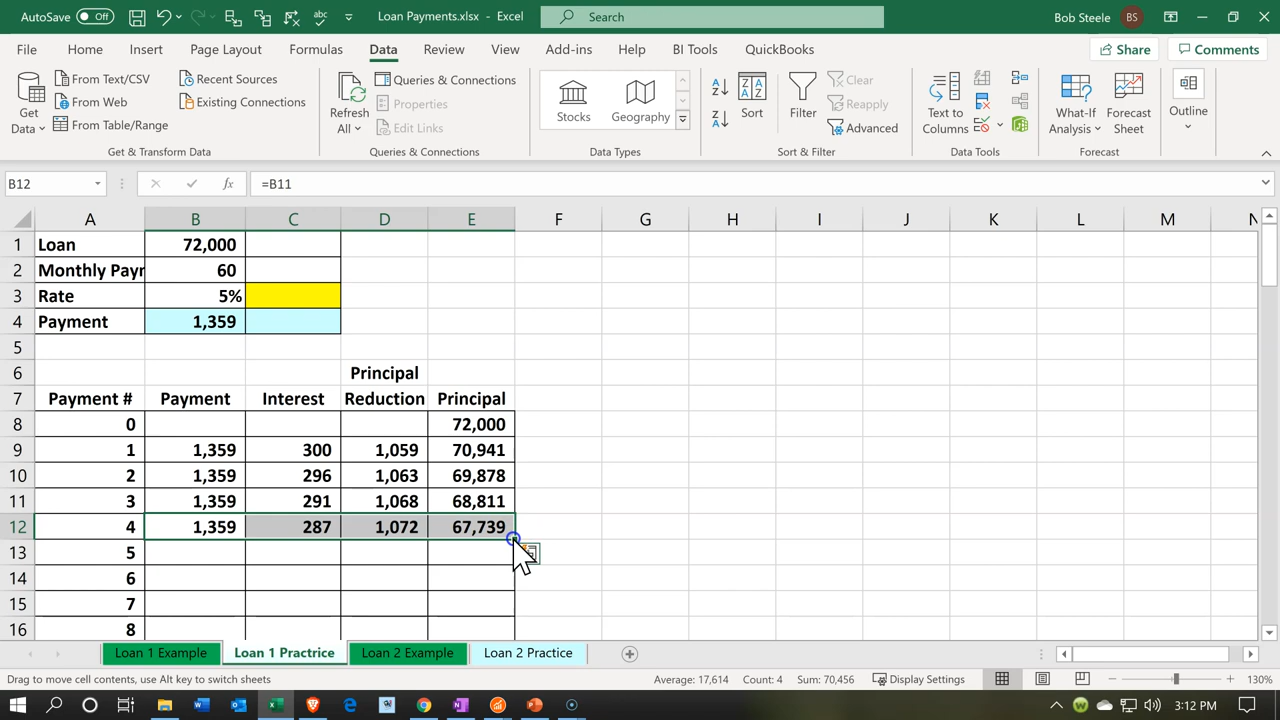 AutoSave Off Loan Payments.xlsx - Excel Search Bob Steele BS
File Home Insert Page Layout Formulas Data Review View Add-ins Help BI Tools QuickBooks Share Comments
Get Data From Text/CSV From Web From Table/Range Recent Sources Existing Connections
Refresh All Queries & Connections Properties Edit Links
Stocks Geography
Sort Filter Clear Reapply Advanced
Text to Columns
What-If Analysis Forecast Sheet Outline
Get & Transform Data Queries & Connections Data Types Sort & Filter Data Tools Forecast
B12 fx =B11
A B C D E F G H I J K L M N
1 Loan 72,000
2 Monthly Payr 60
3 Rate 5%
4 Payment 1,359
5
6 Principal
7 Payment # Payment Interest Reduction Principal
8 0 72,000
9 1 1,359 300 1,059 70,941
10 2 1,359 296 1,063 69,878
11 3 1,359 291 1,068 68,811
12 4 1,359 287 1,072 67,739
13 5
14 6
15 7
16 8
Loan 1 Example Loan 1 Practrice Loan 2 Example Loan 2 Practice
Drag to move cell contents, use Alt key to switch sheets Average: 17,614 Count: 4 Sum: 70,456 Display Settings 130%
3:12 PM